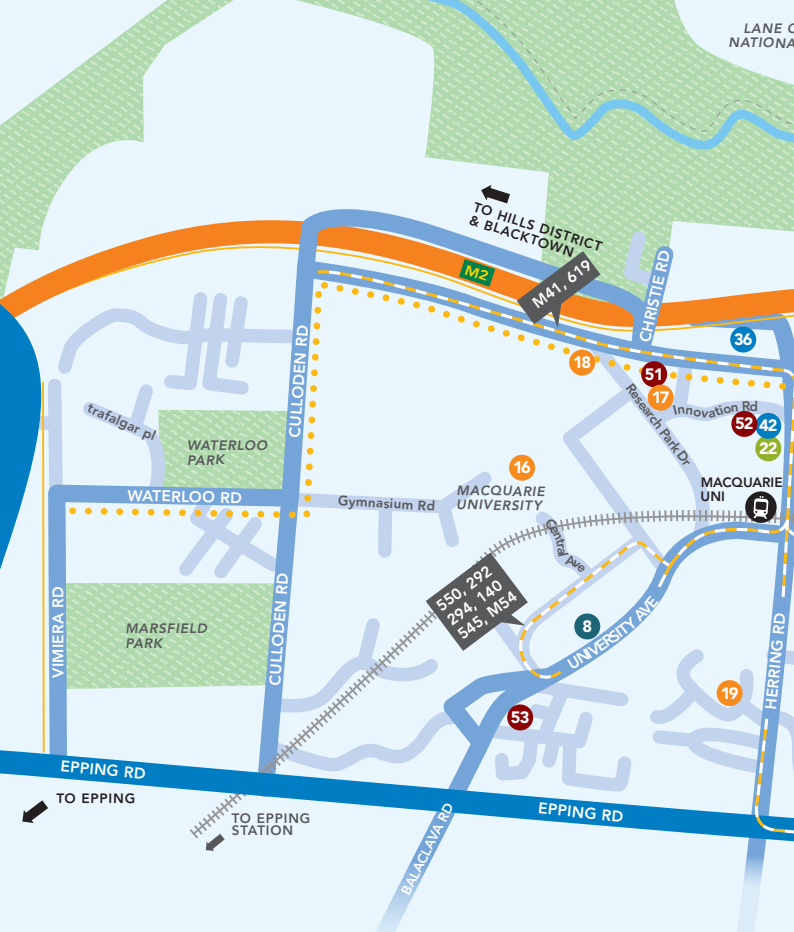 LANE C
NATIONA
TO HILLS DISTRICT
& BLACKTOWN
M2
M41, 619
CHRISTIE RD
36
18
51
17
Innovation Rd
Research Park Dr
52
42
22
CULLODEN RD
trafalgar pl
WATERLOO
PARK
16
MACQUARIE
UNIVERSITY
MACQUARIE
UNI
WATERLOO RD
Gymnasium Rd
Central Ave
550, 292
294, 140
545, M54
8
UNIVERSITY AVE
VIMIERA RD
MARSFIELD
PARK
CULLODEN RD
HERRING RD
19
53
EPPING RD
TO EPPING
TO EPPING
STATION
EPPING RD
BALACLAVA RD